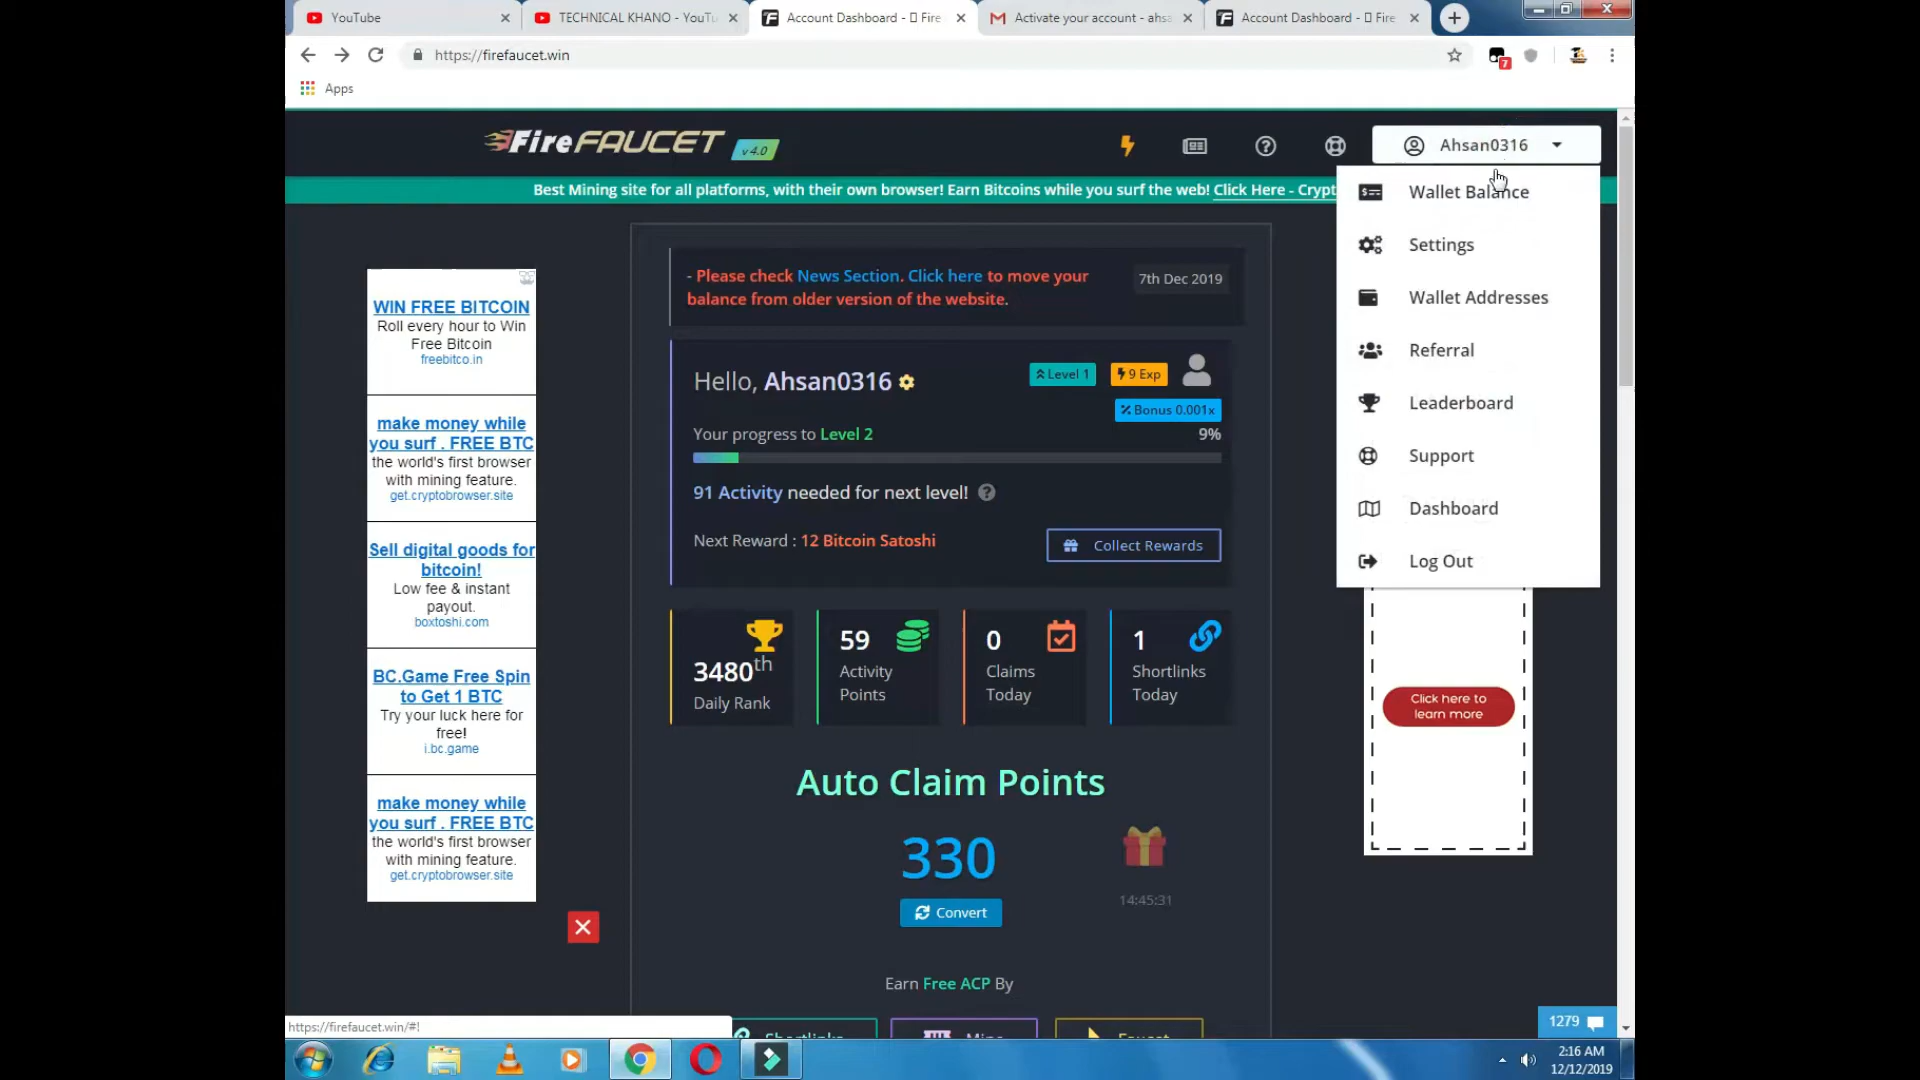 YouTube
TECHNICAL KHANO - YouTu
Account Dashboard - Fire
Activate your account - ahsa
Account Dashboard - Fire
https://firefaucet.win
7
Apps
FireFAUCET v4.0
Ahsan0316
Best Mining site for all platforms, with their own browser! Earn Bitcoins while you surf the web! Click Here - Crypt
Wallet Balance
Settings
Wallet Addresses
Referral
Leaderboard
Support
Dashboard
Log Out
WIN FREE BITCOIN
Roll every hour to Win
Free Bitcoin
freebitco.in
make money while
you surf . FREE BTC
the world's first browser
with mining feature.
get.cryptobrowser.site
Sell digital goods for
bitcoin!
Low fee & instant
payout.
boxtoshi.com
BC.Game Free Spin
to Get 1 BTC
Try your luck here for
free!
i.bc.game
make money while
you surf . FREE BTC
the world's first browser
with mining feature.
get.cryptobrowser.site
- Please check News Section. Click here to move your
balance from older version of the website.
7th Dec 2019
Hello, Ahsan0316
Level 1
9 Exp
Bonus 0.001x
Your progress to Level 2
9%
91 Activity needed for next level!
Next Reward : 12 Bitcoin Satoshi
Collect Rewards
3480th
Daily Rank
59
Activity
Points
0
Claims
Today
1
Shortlinks
Today
Click here to
learn more
Auto Claim Points
330
Convert
14:45:31
Earn Free ACP By
Shortlinks
Mine
Faucet
1279
https://firefaucet.win/#!
2:16 AM
12/12/2019